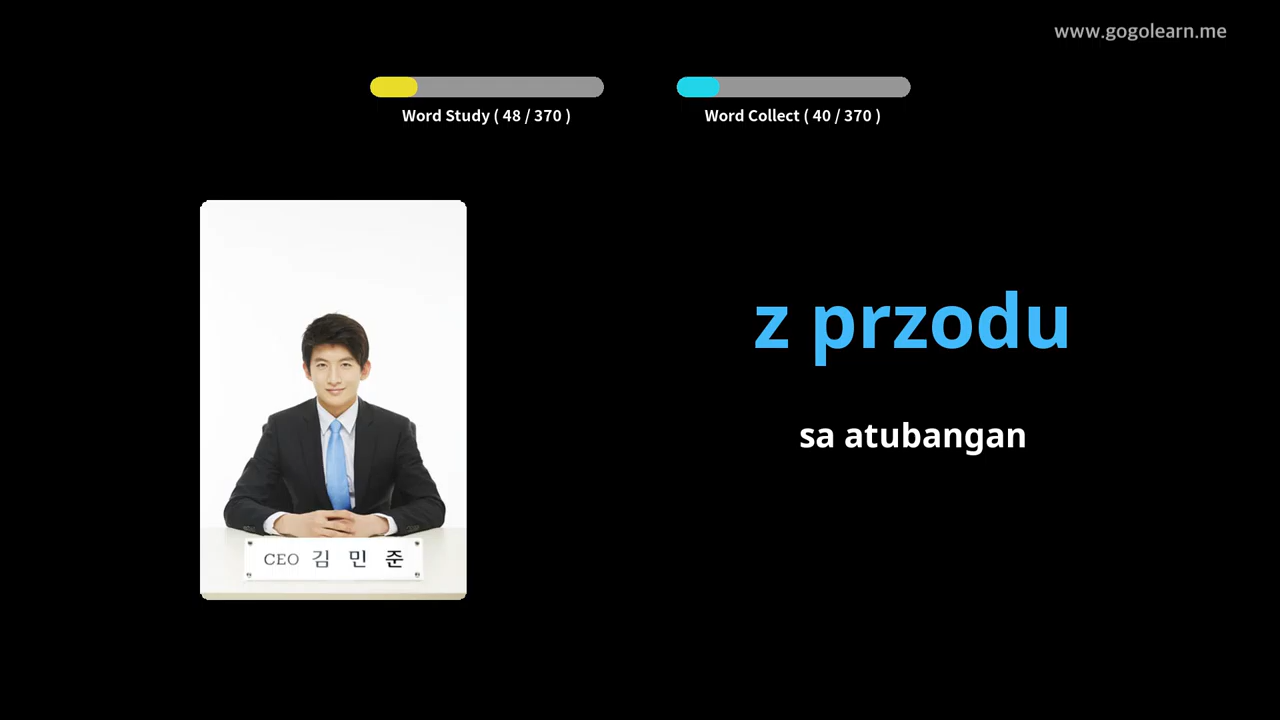 www.gogolearn.me
Word Study ( 48 / 370 )
Word Collect ( 40 / 370 )
z przodu
sa atubangan
CEO 김 민 준